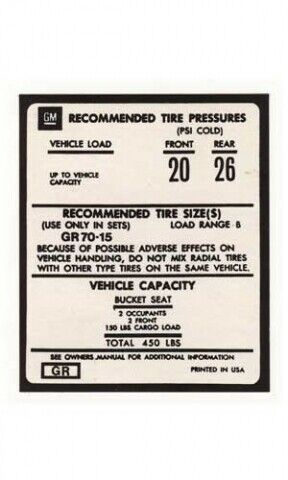 GM RECOMMENDED TIRE PRESSURES
(PSI COLD)
VEHICLE LOAD FRONT REAR
UP TO VEHICLE CAPACITY 20 26
RECOMMENDED TIRE SIZE(S)
(USE ONLY IN SETS) LOAD RANGE B
GR70-15
BECAUSE OF POSSIBLE ADVERSE EFFECTS ON
VEHICLE HANDLING, DO NOT MIX RADIAL TIRES
WITH OTHER TYPE TIRES ON THE SAME VEHICLE.
VEHICLE CAPACITY
BUCKET SEAT
2 OCCUPANTS
2 FRONT
150 LBS CARGO LOAD
TOTAL 450 LBS
SEE OWNERS MANUAL FOR ADDITIONAL INFORMATION
GR PRINTED IN USA